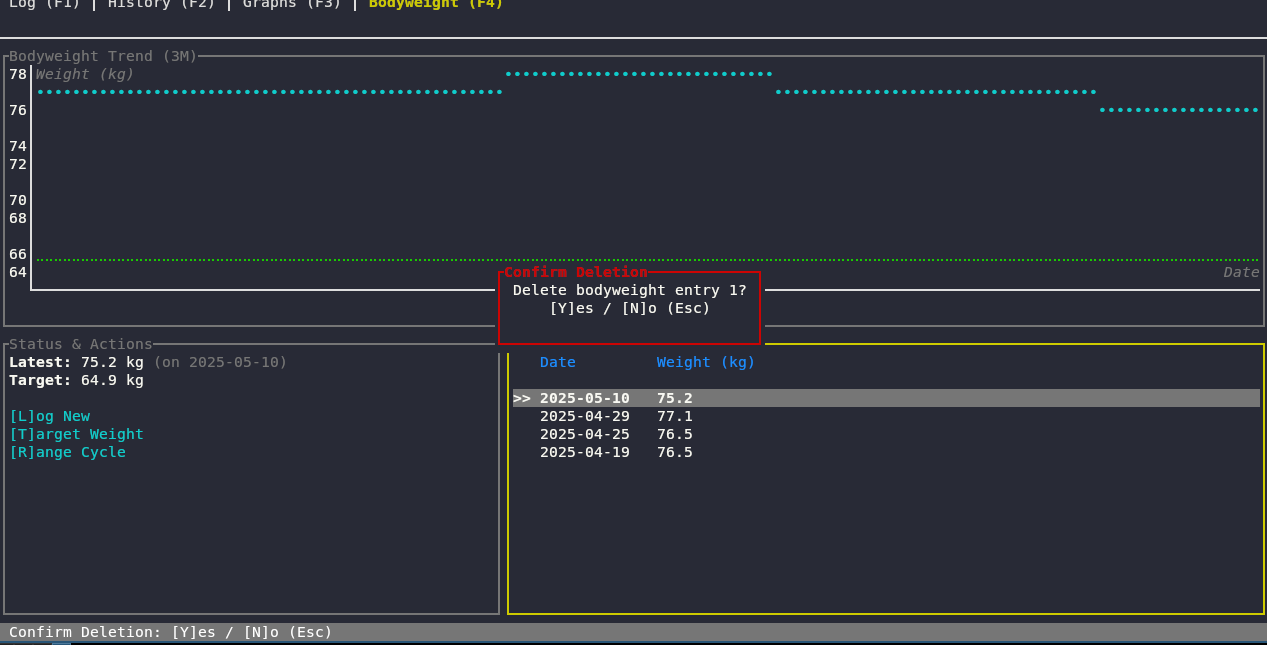 Log (F1) | History (F2) | Graphs (F3) | Bodyweight (F4)
Bodyweight Trend (3M)
78 Weight (kg)
76
74
72
70
68
66
64 Date
Confirm Deletion
Delete bodyweight entry 1?
[Y]es / [N]o (Esc)
Status & Actions
Latest: 75.2 kg (on 2025-05-10)
Target: 64.9 kg
[L]og New
[T]arget Weight
[R]ange Cycle
Date Weight (kg)
>> 2025-05-10 75.2
2025-04-29 77.1
2025-04-25 76.5
2025-04-19 76.5
Confirm Deletion: [Y]es / [N]o (Esc)